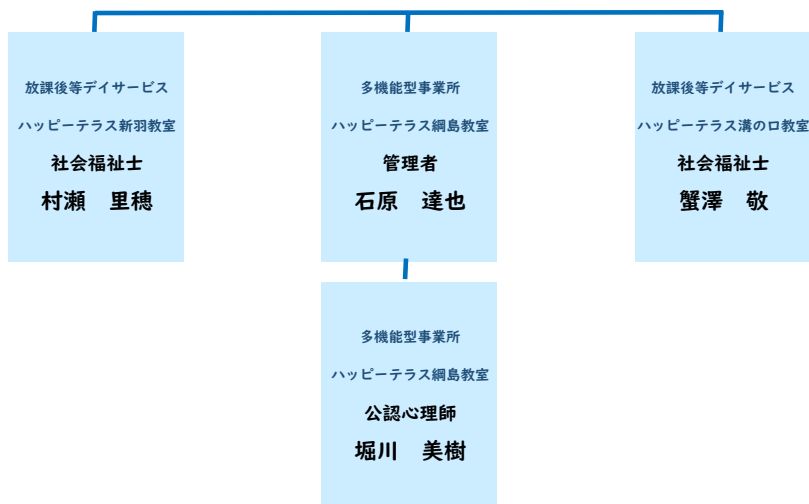 放課後等デイサービス
ハッピーテラス新羽教室
社会福祉士
村瀬　里穂
多機能型事業所
ハッピーテラス綱島教室
管理者
石原　達也
放課後等デイサービス
ハッピーテラス溝のロ教室
社会福祉士
蟹澤　敬
多機能型事業所
ハッピーテラス綱島教室
公認心理師
堀川　美樹